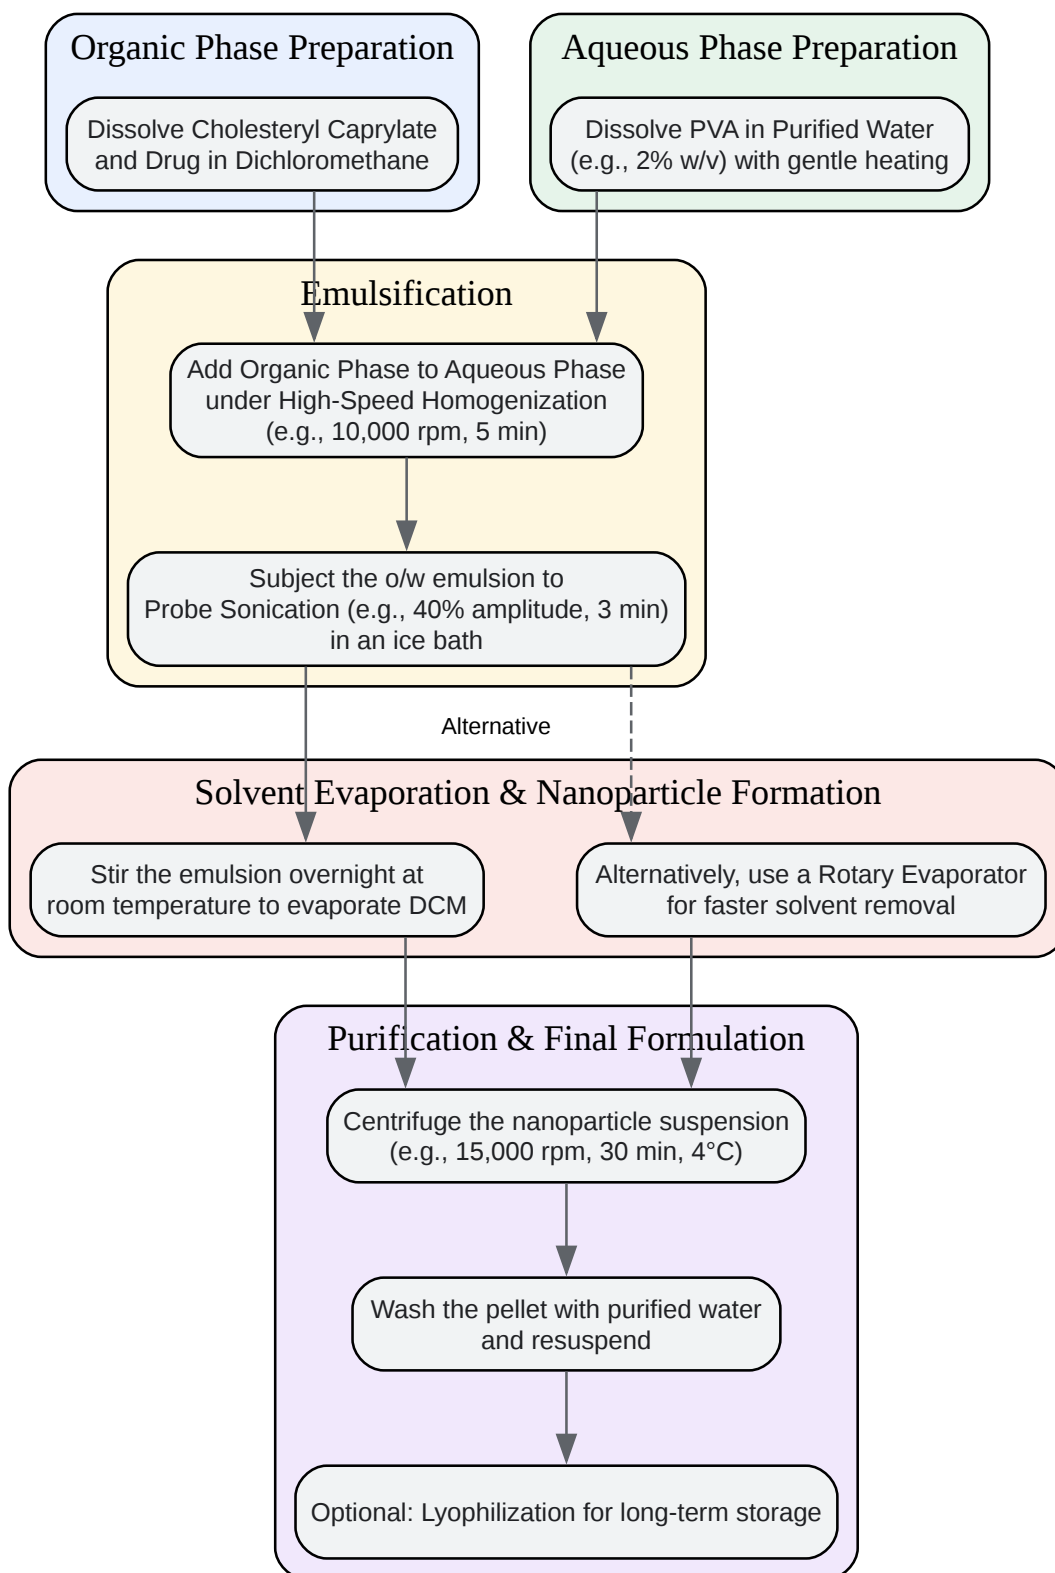 Organic Phase Preparation
Dissolve Cholesteryl Caprylate
and Drug in Dichloromethane
Aqueous Phase Preparation
Dissolve PVA in Purified Water
(e.g., 2% w/v) with gentle heating
Emulsification
Add Organic Phase to Aqueous Phase
under High-Speed Homogenization
(e.g., 10,000 rpm, 5 min)
Subject the o/w emulsion to
Probe Sonication (e.g., 40% amplitude, 3 min)
in an ice bath
Alternative
Solvent Evaporation & Nanoparticle Formation
Stir the emulsion overnight at
room temperature to evaporate DCM
Alternatively, use a Rotary Evaporator
for faster solvent removal
Purification & Final Formulation
Centrifuge the nanoparticle suspension
(e.g., 15,000 rpm, 30 min, 4°C)
Wash the pellet with purified water
and resuspend
Optional: Lyophilization for long-term storage